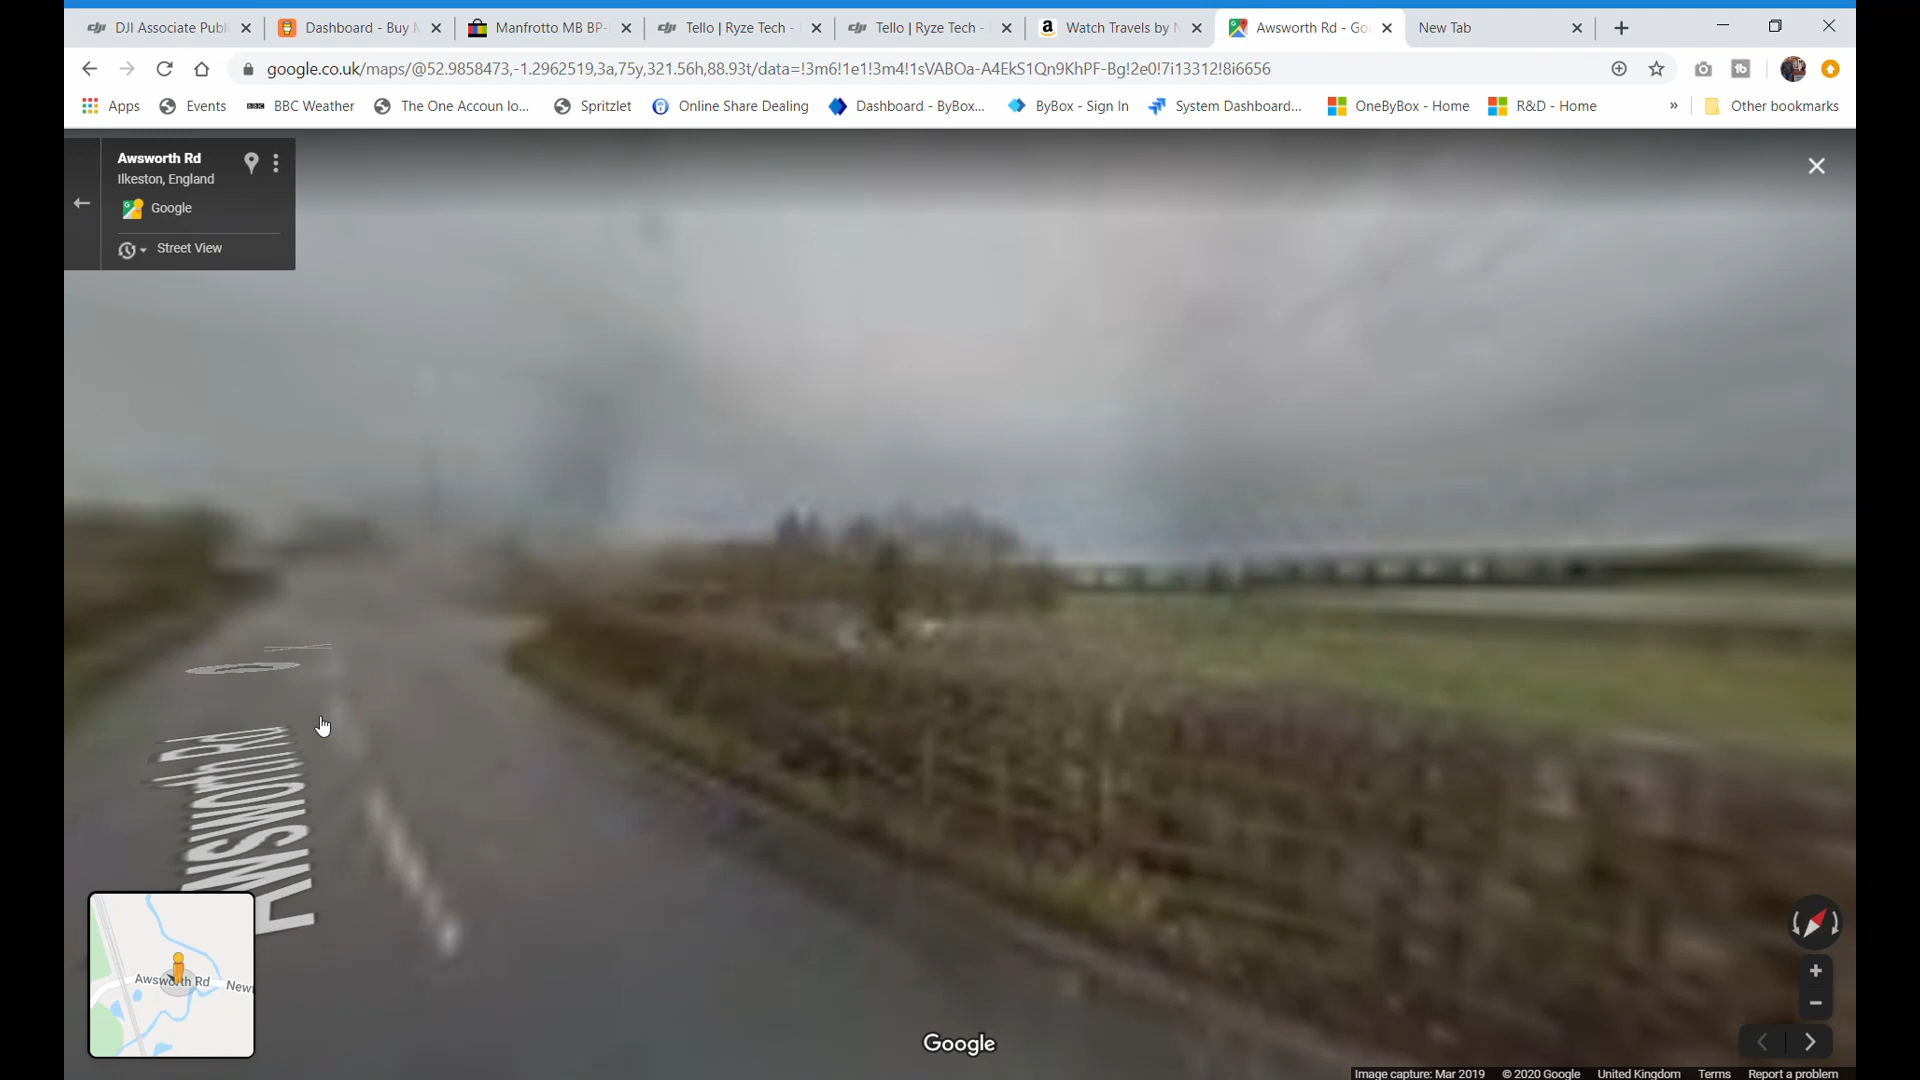 DJI Associate Publi
Dashboard - Buy M
Manfrotto MB BP-
Tello | Ryze Tech -
Tello | Ryze Tech -
Watch Travels by N
Awsworth Rd - Go
New Tab
google.co.uk/maps/@52.9858473,-1.2962519,3a,75y,321.56h,88.93t/data=!3m6!1e1!3m4!1sVABOa-A4EkS1Qn9KhPF-Bg!2e0!7i13312!8i6656
Apps
Events
BBC Weather
The One Accoun lo...
Spritzlet
Online Share Dealing
Dashboard - ByBox...
ByBox - Sign In
System Dashboard...
OneByBox - Home
R&D - Home
»
Other bookmarks
Awsworth Rd
Ilkeston, England
Google
Street View
Awsworth Rd
Awsworth Rd
Newt
Google
Image capture: Mar 2019 © 2020 Google United Kingdom Terms Report a problem